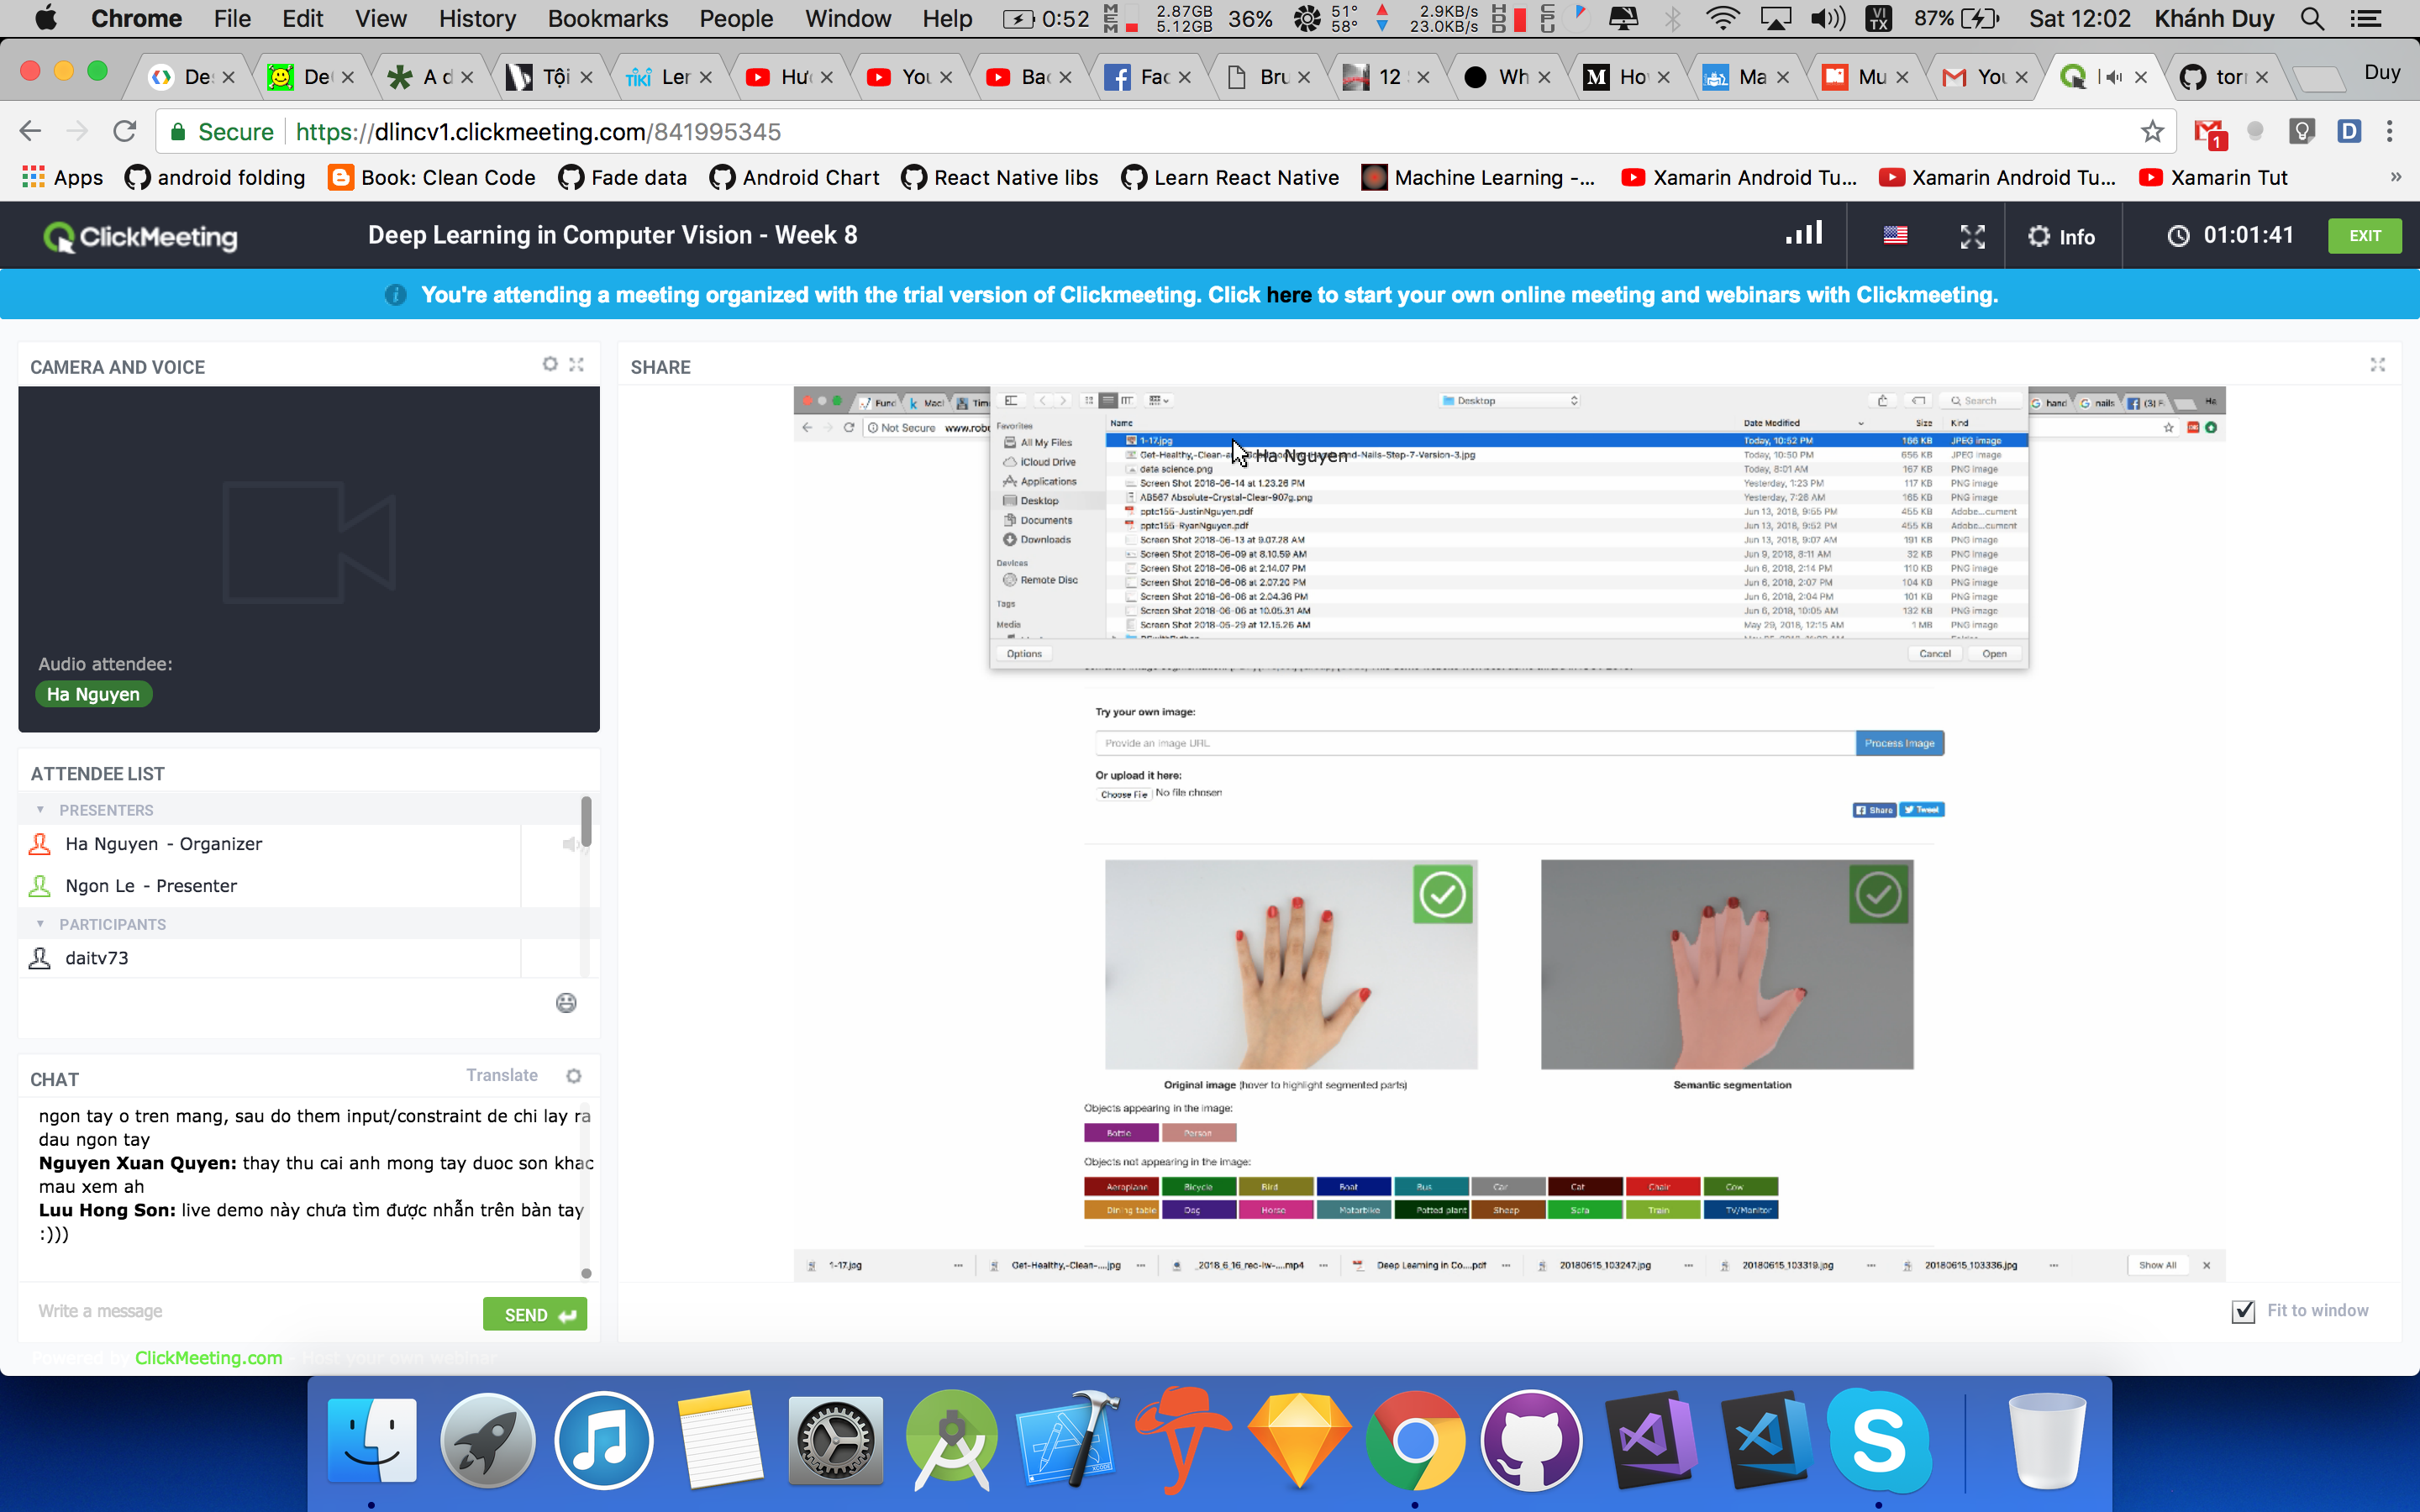 Chrome File Edit View History Bookmarks People Window Help 0:52 MEM 2.87GB 5.12GB 36% 51° 58° 2.9KB/s 23.0KB/s HDD CPU VI TX 87% Sat 12:02 Khánh Duy
De De A d Tội TiKi Ler Hư You Ba Fac Bru 12 Wh M Ho Ma Mu You torr Duy
Secure https://dlincv1.clickmeeting.com/841995345 1 D
Apps android folding Book: Clean Code Fade data Android Chart React Native libs Learn React Native Machine Learning -... Xamarin Android Tu... Xamarin Android Tu... Xamarin Tut »
ClickMeeting Deep Learning in Computer Vision - Week 8 Info 01:01:41 EXIT
You're attending a meeting organized with the trial version of Clickmeeting. Click here to start your own online meeting and webinars with Clickmeeting.
CAMERA AND VOICE
Audio attendee:
Ha Nguyen
ATTENDEE LIST
PRESENTERS
Ha Nguyen - Organizer
Ngon Le - Presenter
PARTICIPANTS
daitv73
CHAT Translate
ngon tay o tren mang, sau do them input/constraint de chi lay ra
dau ngon tay
Nguyen Xuan Quyen: thay thu cai anh mong tay duoc son khac
mau xem ah
Luu Hong Son: live demo này chưa tìm được nhẫn trên bàn tay
:)))
Write a message SEND
ClickMeeting.com
SHARE
Fund Macl Tim Desktop Search hand nails (3) F Ha
Not Secure www.rob
Favorites
All My Files
iCloud Drive
Applications
Desktop
Documents
Downloads
Devices
Remote Disc
Tags
Media
Name Date Modified Size Kind
1-17.jpg Today, 10:52 PM 166 KB JPEG image
Get-Healthy,-Clean-a Ha Nguyen nd-Nails-Step-7-Version-3.jpg Today, 10:50 PM 656 KB JPEG image
data science.png Today, 8:01 AM 167 KB PNG image
Screen Shot 2018-06-14 at 1.23.26 PM Yesterday, 1:23 PM 117 KB PNG image
AB567 Absolute-Crystal-Clear-907g.png Yesterday, 7:26 AM 165 KB PNG image
pptc155-JustinNguyen.pdf Jun 13, 2018, 9:55 PM 455 KB Adobe...cument
pptc155-RyanNguyen.pdf Jun 13, 2018, 9:52 PM 455 KB Adobe...cument
Screen Shot 2018-06-13 at 9.07.28 AM Jun 13, 2018, 9:07 AM 191 KB PNG image
Screen Shot 2018-06-09 at 8.10.59 AM Jun 9, 2018, 8:11 AM 32 KB PNG image
Screen Shot 2018-06-06 at 2.14.07 PM Jun 6, 2018, 2:14 PM 110 KB PNG image
Screen Shot 2018-06-06 at 2.07.20 PM Jun 6, 2018, 2:07 PM 104 KB PNG image
Screen Shot 2018-06-06 at 2.04.36 PM Jun 6, 2018, 2:04 PM 101 KB PNG image
Screen Shot 2018-06-06 at 10.05.31 AM Jun 6, 2018, 10:05 AM 132 KB PNG image
Screen Shot 2018-05-29 at 12.15.26 AM May 29, 2018, 12:15 AM 1 MB PNG image
Options Cancel Open
Try your own image:
Provide an image URL Process Image
Or upload it here:
Choose File No file chosen
Share Tweet
Original image (hover to highlight segmented parts) Semantic segmentation
Objects appearing in the image:
Bottle Person
Objects not appearing in the image:
Aeroplane Bicycle Bird Boat Bus Car Cat Chair Cow
Dining table Dog Horse Motorbike Potted plant Sheep Sofa Train TV/Monitor
1-17.jpg Get-Healthy,-Clean-....jpg _2018_6_16_rec-lw-....mp4 Deep Learning in Co....pdf 20180615_103247.jpg 20180615_103319.jpg 20180615_103336.jpg Show All
Fit to window